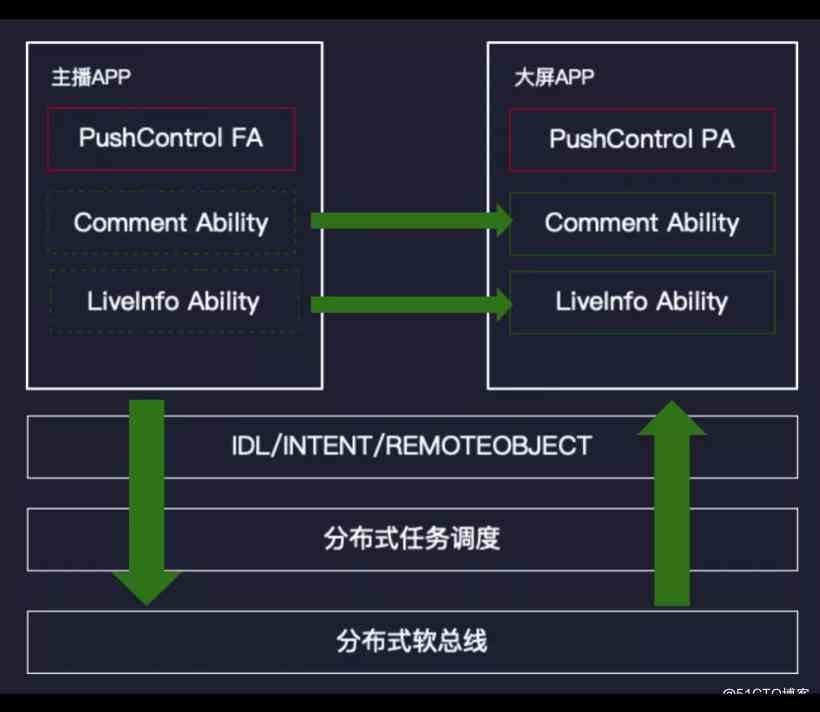 主播APP
PushControl FA
Comment Ability
LiveInfo Ability
大屏APP
PushControl PA
Comment Ability
LiveInfo Ability
IDL/INTENT/REMOTEOBJECT
分布式任务调度
分布式软总线
@51CTO博客